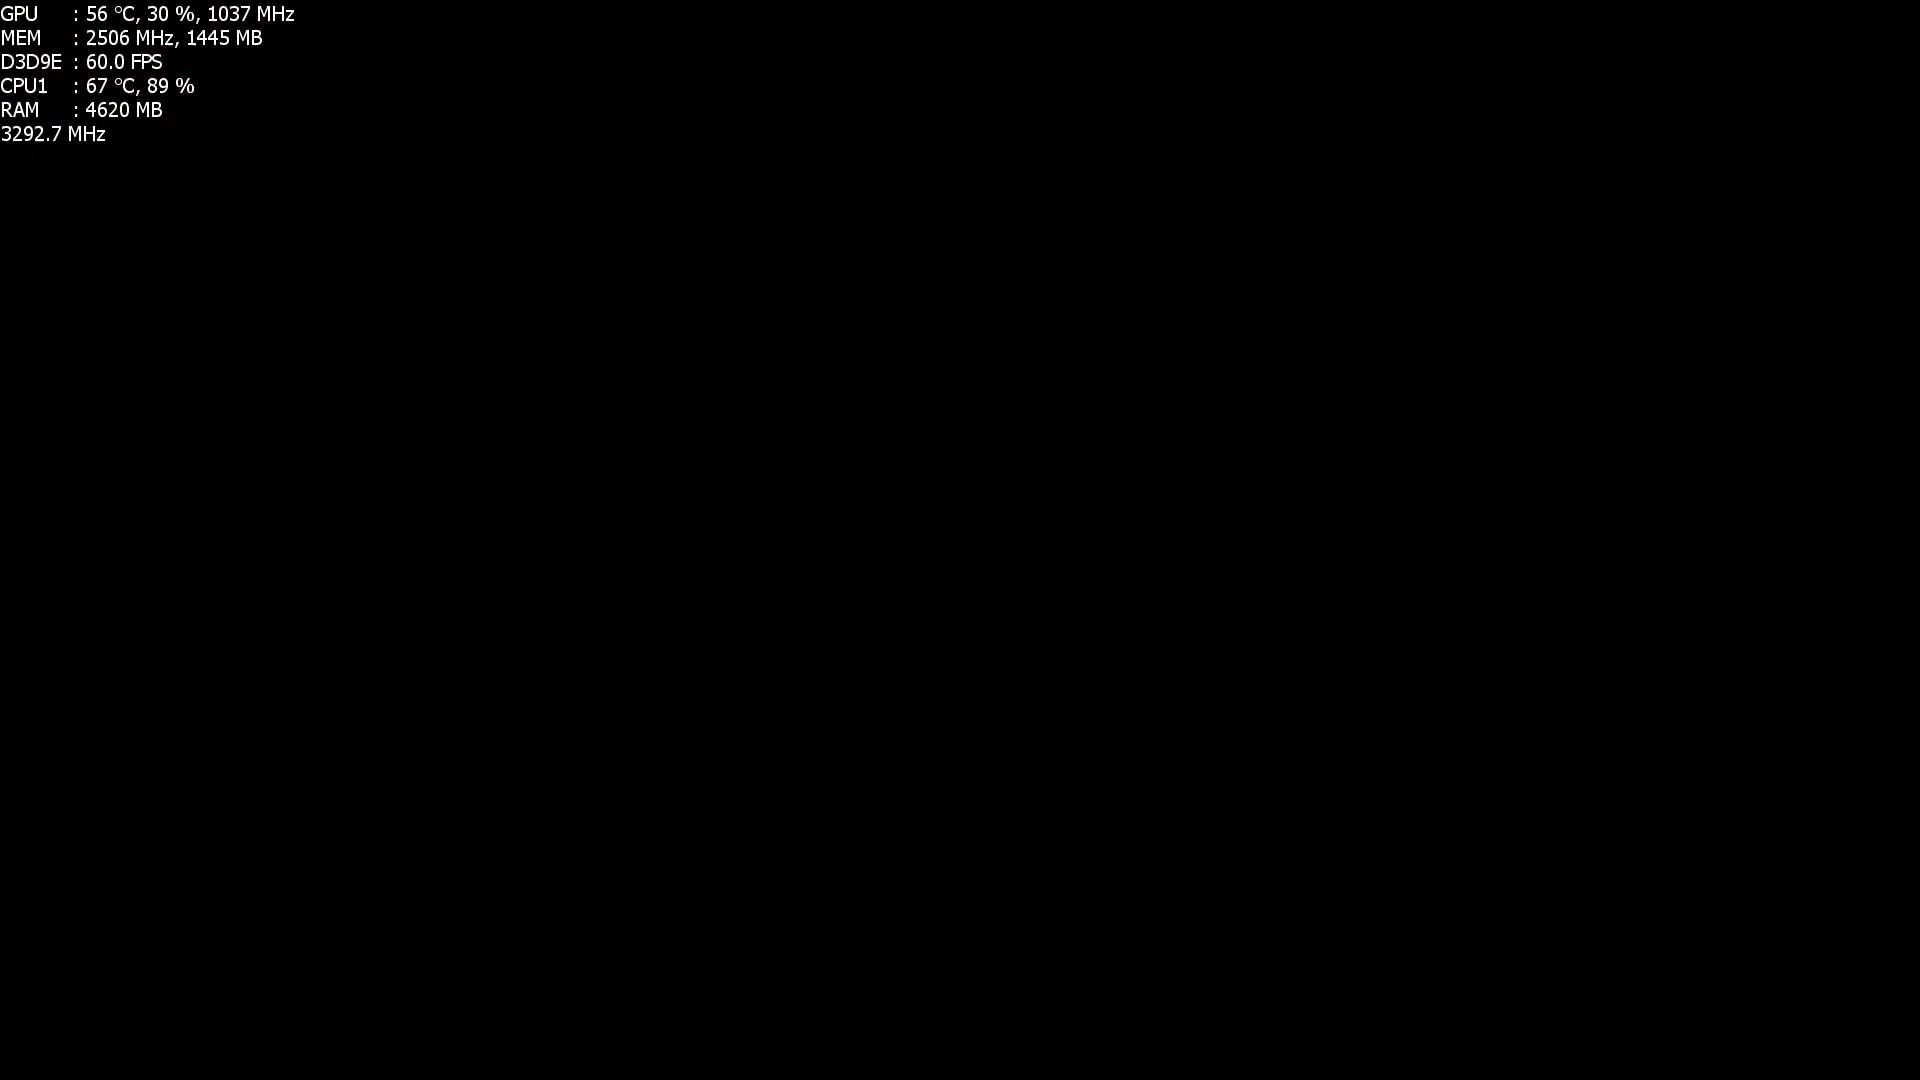 GPU : 56 °C, 30 %, 1037 MHz
MEM : 2506 MHz, 1445 MB
D3D9E : 60.0 FPS
CPU1 : 67 °C, 89 %
RAM : 4620 MB
3292.7 MHz